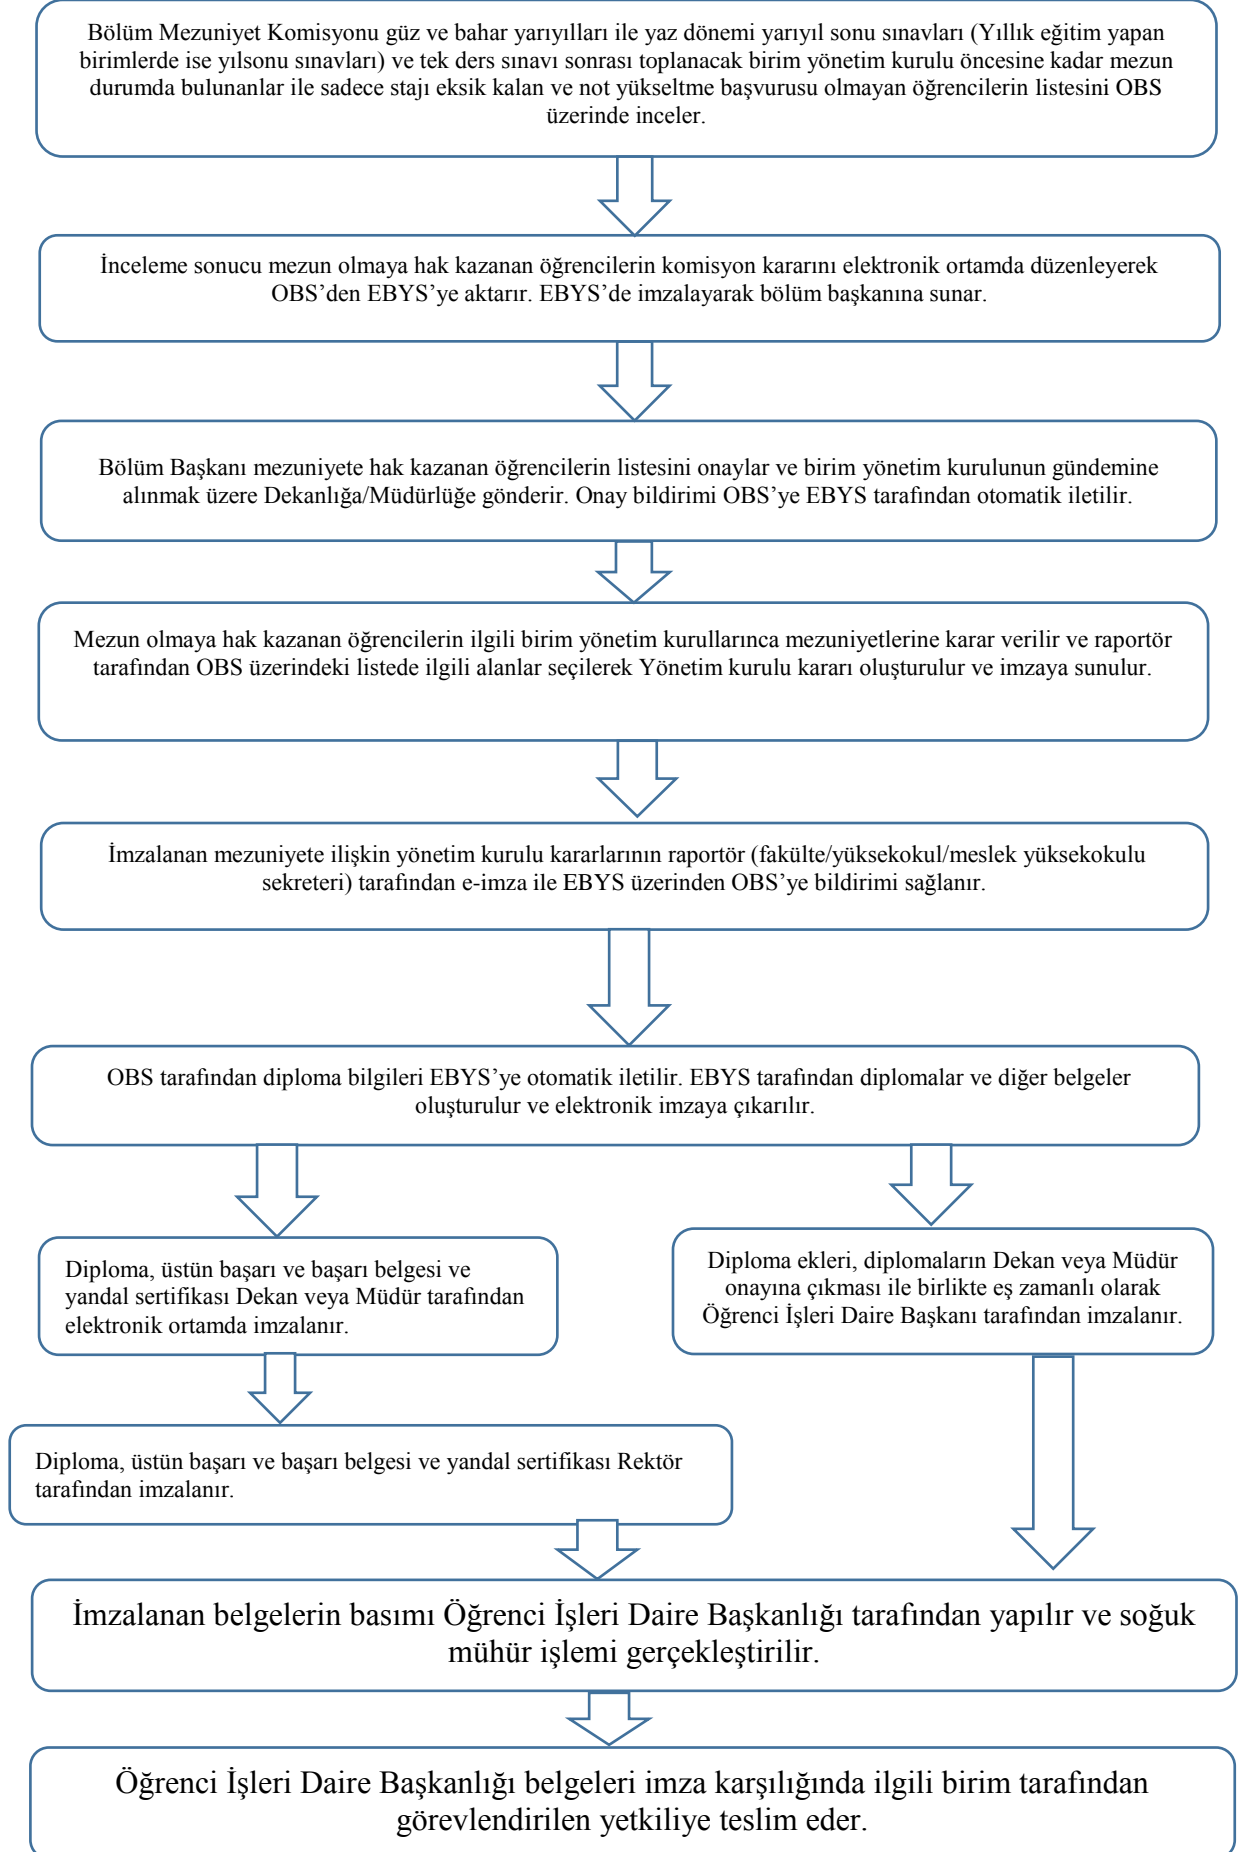 Bölüm Mezuniyet Komisyonu güz ve bahar yarıyılları ile yaz dönemi yarıyıl sonu sınavları (Yıllık eğitim yapan
birimlerde ise yılsonu sınavları) ve tek ders sınavı sonrası toplanacak birim yönetim kurulu öncesine kadar mezun
durumda bulunanlar ile sadece stajı eksik kalan ve not yükseltme başvurusu olmayan öğrencilerin listesini OBS
üzerinde inceler.
İnceleme sonucu mezun olmaya hak kazanan öğrencilerin komisyon kararını elektronik ortamda düzenleyerek
OBS’den EBYS’ye aktarır. EBYS’de imzalayarak bölüm başkanına sunar.
Bölüm Başkanı mezuniyete hak kazanan öğrencilerin listesini onaylar ve birim yönetim kurulunun gündemine
alınmak üzere Dekanlığa/Müdürlüğe gönderir. Onay bildirimi OBS’ye EBYS tarafından otomatik iletilir.
Mezun olmaya hak kazanan öğrencilerin ilgili birim yönetim kurullarınca mezuniyetlerine karar verilir ve raportör
tarafından OBS üzerindeki listede ilgili alanlar seçilerek Yönetim kurulu kararı oluşturulur ve imzaya sunulur.
İmzalanan mezuniyete ilişkin yönetim kurulu kararlarının raportör (fakülte/yüksekokul/meslek yüksekokulu
sekreteri) tarafından e-imza ile EBYS üzerinden OBS’ye bildirimi sağlanır.
OBS tarafından diploma bilgileri EBYS’ye otomatik iletilir. EBYS tarafından diplomalar ve diğer belgeler
oluşturulur ve elektronik imzaya çıkarılır.
Diploma, üstün başarı ve başarı belgesi ve
yandal sertifikası Dekan veya Müdür tarafından
elektronik ortamda imzalanır.
Diploma ekleri, diplomaların Dekan veya Müdür
onayına çıkması ile birlikte eş zamanlı olarak
Öğrenci İşleri Daire Başkanı tarafından imzalanır.
Diploma, üstün başarı ve başarı belgesi ve yandal sertifikası Rektör
tarafından imzalanır.
İmzalanan belgelerin basımı Öğrenci İşleri Daire Başkanlığı tarafından yapılır ve soğuk
mühür işlemi gerçekleştirilir.
Öğrenci İşleri Daire Başkanlığı belgeleri imza karşılığında ilgili birim tarafından
görevlendirilen yetkiliye teslim eder.